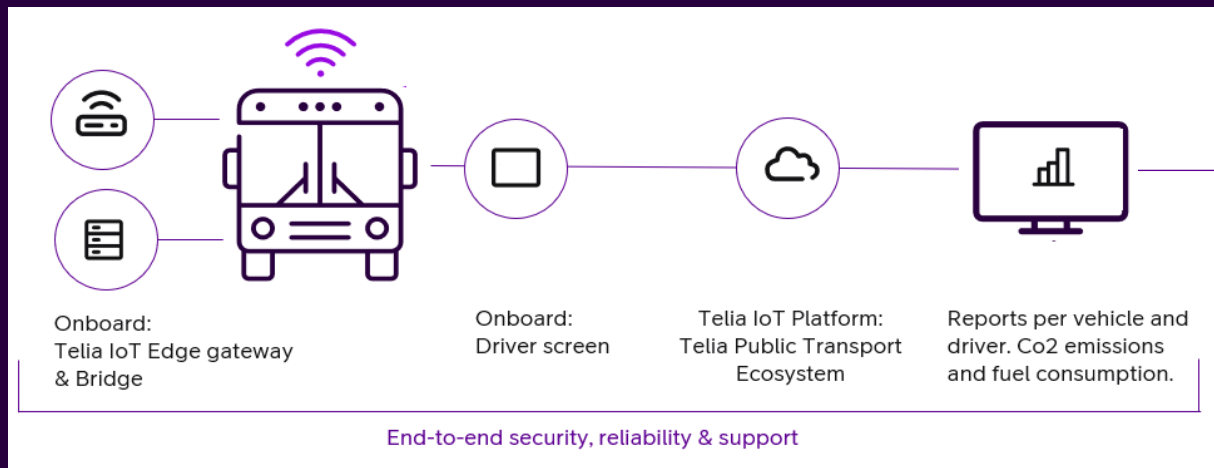 Onboard:
Telia IoT Edge gateway
& Bridge
Onboard:
Driver screen
Telia IoT Platform:
Telia Public Transport
Ecosystem
Reports per vehicle and
driver. Co2 emissions
and fuel consumption.
End-to-end security, reliability & support